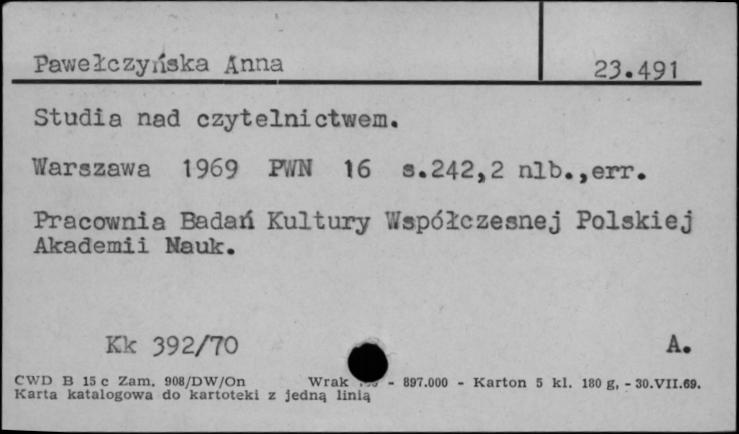 Pawełczyńska Anna 23.491
Studia nad czytelnictwem.
Warszawa 1969 PWN 16 s.242,2 nlb.,err.
Pracownia Badań Kultury Współczesnej Polskiej
Akademii Nauk.
Kk 392/70 A.
CWD B 15 c Zam. 908/DW/On Wrak - 897.000 - Karton 5 kl. 180 g, - 30.VII.69.
Karta katalogowa do kartoteki z jedną linią